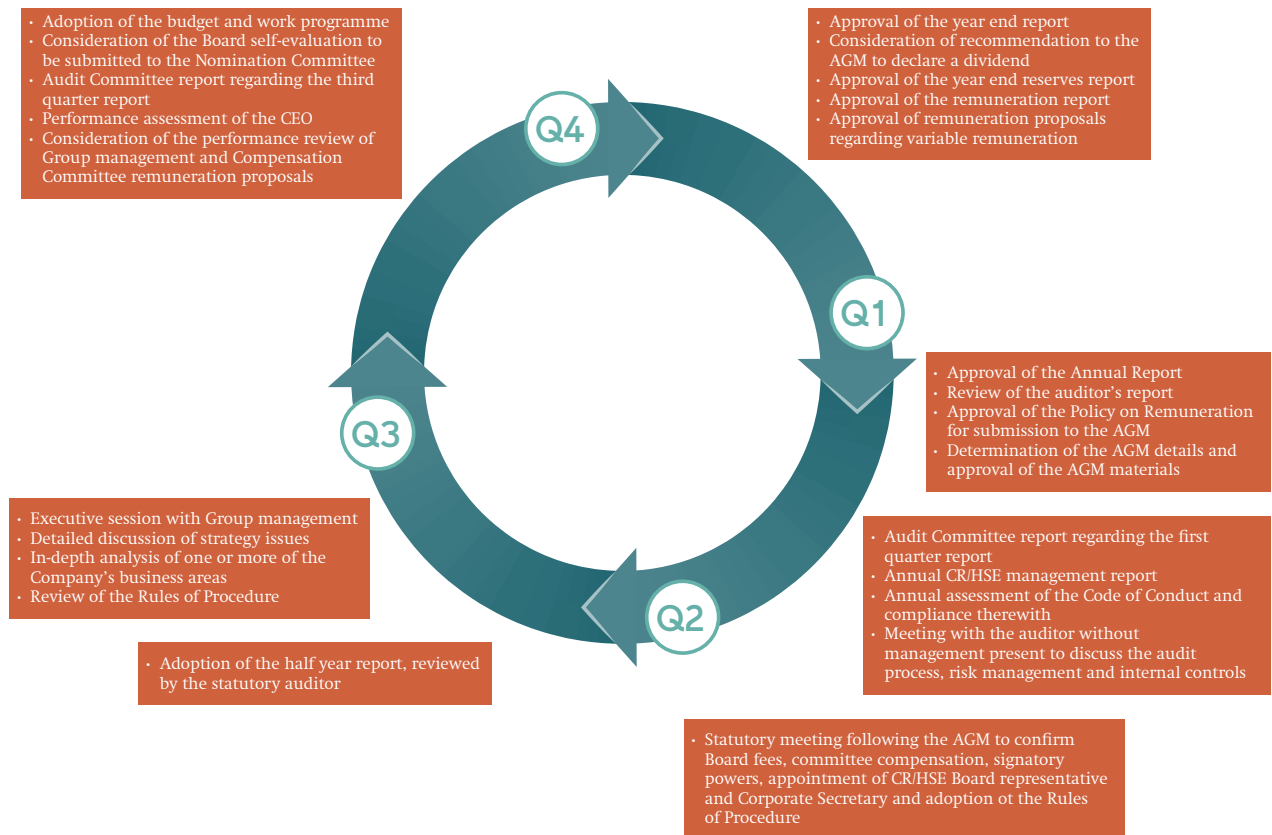 · Adoption of the budget and work programme
· Consideration of the Board self-evaluation to
be submitted to the Nomination Committee
· Audit Committee report regarding the third
quarter report
· Performance assessment of the CEO
· Consideration of the performance review of
Group management and Compensation
Committee remuneration proposals
· Approval of the year end report
· Consideration of recommendation to the
AGM to declare a dividend
· Approval of the year end reserves report
· Approval of the remuneration report
· Approval of remuneration proposals
regarding variable remuneration
Q4
Q1
· Approval of the Annual Report
· Review of the auditor’s report
· Approval of the Policy on Remuneration
for submission to the AGM
· Determination of the AGM details and
approval of the AGM materials
Q3
· Executive session with Group management
· Detailed discussion of strategy issues
· In-depth analysis of one or more of the
Company’s business areas
· Review of the Rules of Procedure
· Audit Committee report regarding the first
quarter report
· Annual CR/HSE management report
· Annual assessment of the Code of Conduct and
compliance therewith
· Meeting with the auditor without
management present to discuss the audit
process, risk management and internal controls
Q2
· Adoption of the half year report, reviewed
by the statutory auditor
· Statutory meeting following the AGM to confirm
Board fees, committee compensation, signatory
powers, appointment of CR/HSE Board representative
and Corporate Secretary and adoption ot the Rules
of Procedure